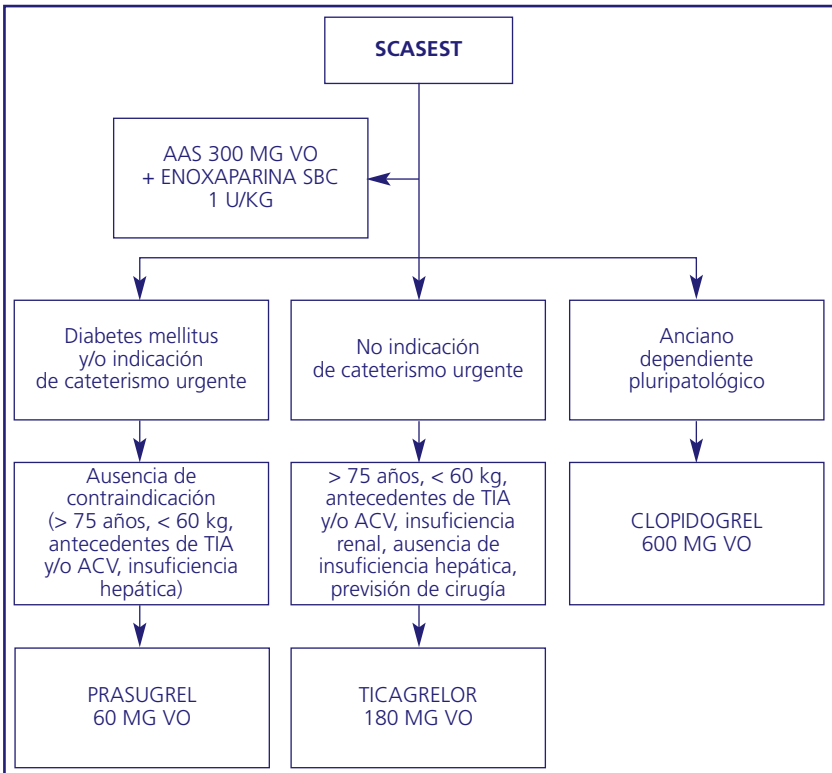 SCASEST
AAS 300 MG VO
+ ENOXAPARINA SBC
1 U/KG
Diabetes mellitus
y/o indicación
de cateterismo urgente
No indicación
de cateterismo urgente
Anciano
dependiente
pluripatológico
Ausencia de
contraindicación
(> 75 años, < 60 kg,
antecedentes de TIA
y/o ACV, insuficiencia
hepática)
> 75 años, < 60 kg,
antecedentes de TIA
y/o ACV, insuficiencia
renal, ausencia de
insuficiencia hepática,
previsión de cirugía
CLOPIDOGREL
600 MG VO
PRASUGREL
60 MG VO
TICAGRELOR
180 MG VO